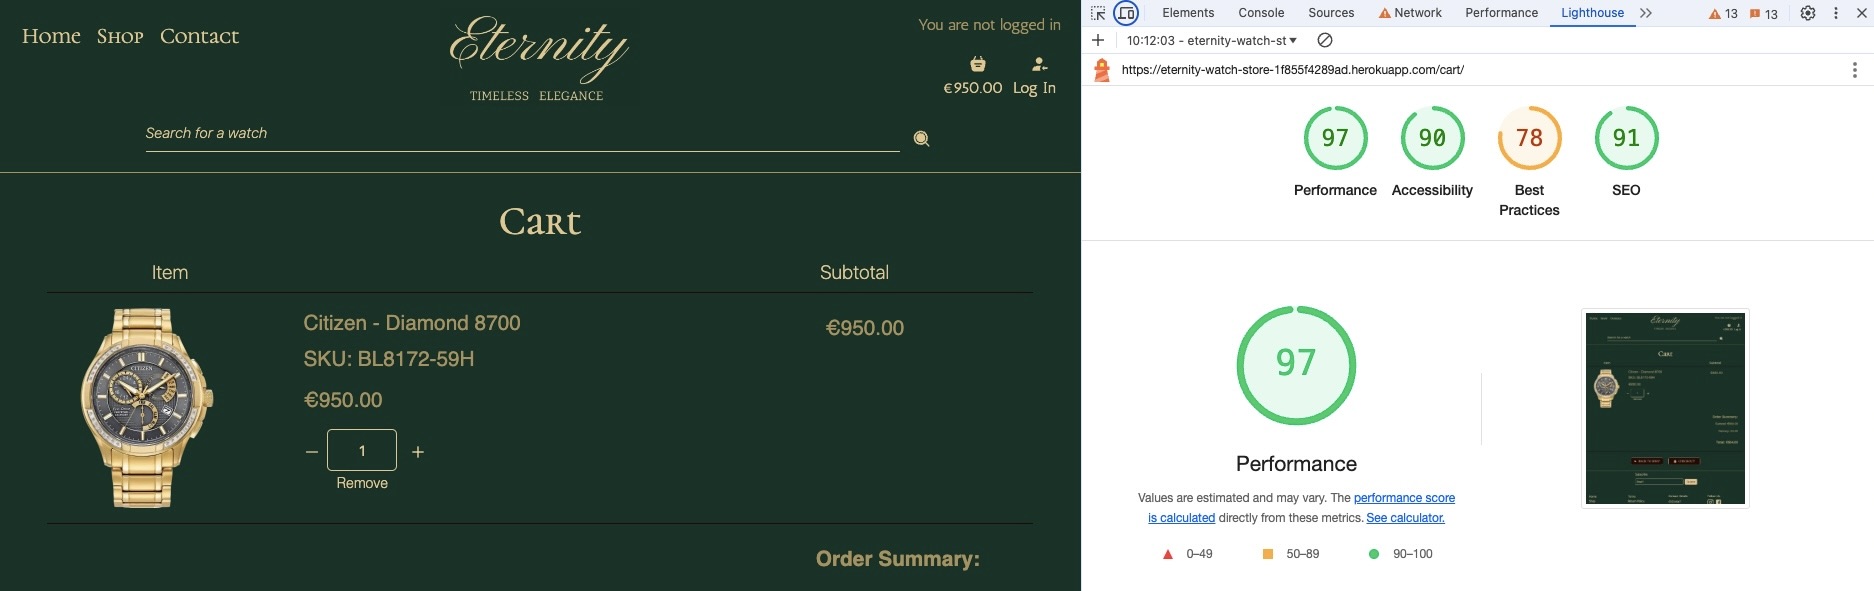 Home Shop Contact
Eternity
TIMELESS ELEGANCE
You are not logged in
€950.00 Log In
Search for a watch
Cart
Item Subtotal
CITIZEN
Citizen - Diamond 8700
€950.00
SKU: BL8172-59H
€950.00
− 1 +
Remove
Order Summary:
Elements Console Sources Network Performance Lighthouse 13 13
10:12:03 - eternity-watch-st
https://eternity-watch-store-1f855f4289ad.herokuapp.com/cart/
97 90 78 91
Performance Accessibility Best Practices SEO
97
Performance
Values are estimated and may vary. The performance score
is calculated directly from these metrics. See calculator.
0–49 50–89 90–100
Eternity
Cart